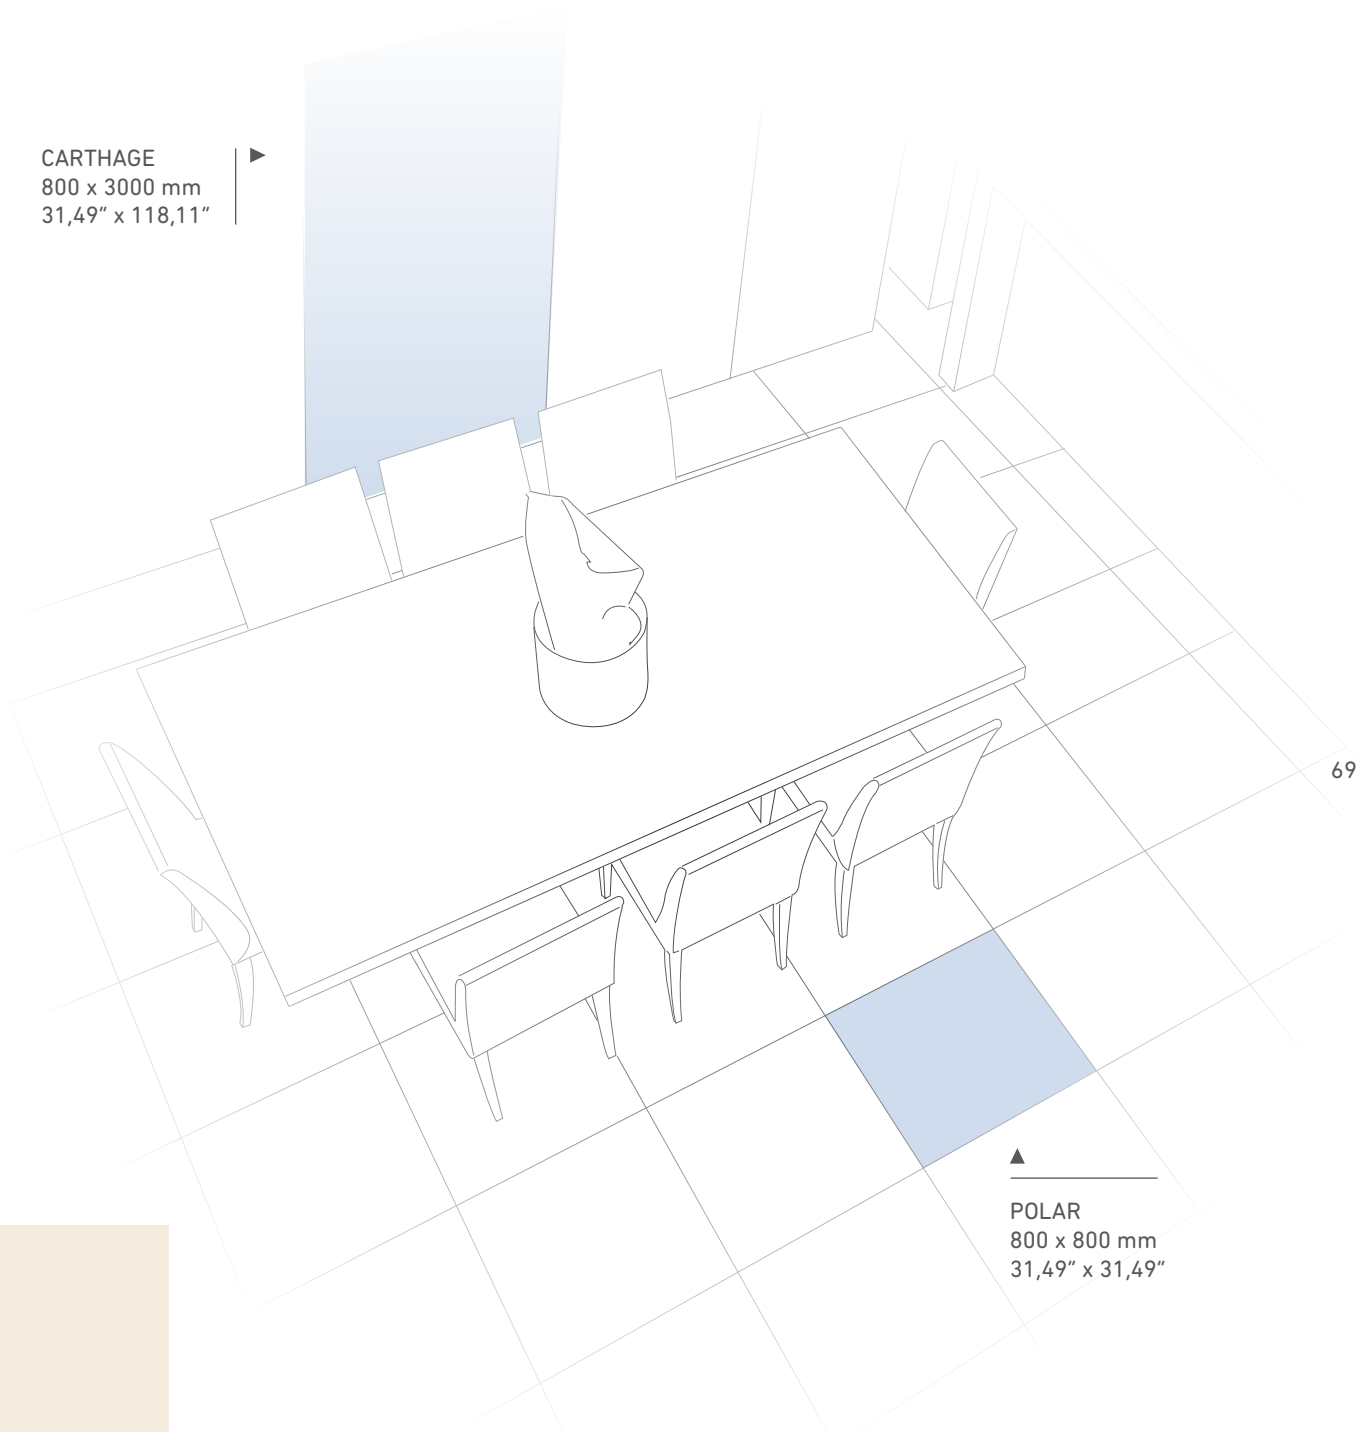 CARTHAGE
800 x 3000 mm
31,49“ x 118,11“
69
POLAR
800 x 800 mm
31,49“ x 31,49“